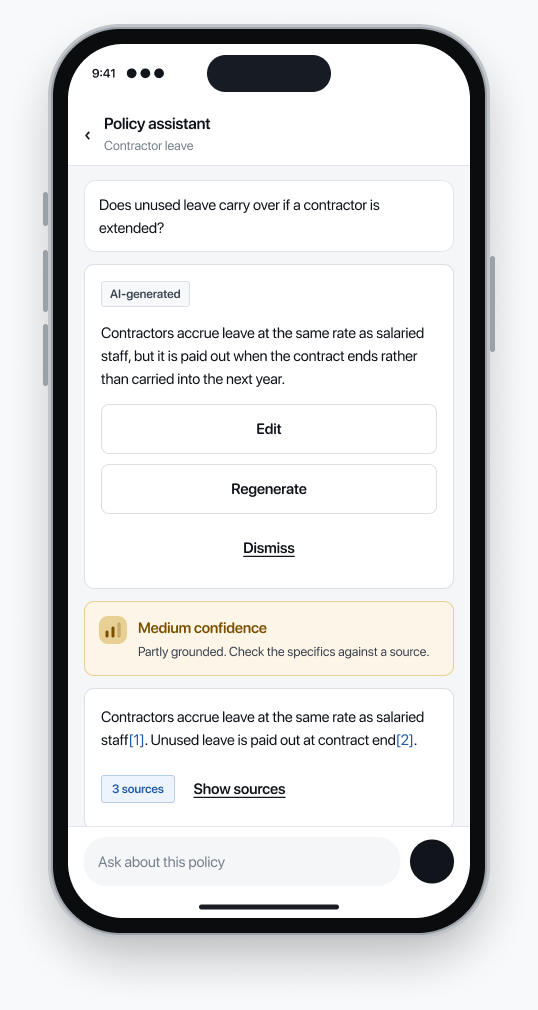 9:41
‹ Policy assistant
Contractor leave
Does unused leave carry over if a contractor is
extended?
AI-generated
Contractors accrue leave at the same rate as salaried
staff, but it is paid out when the contract ends rather
than carried into the next year.
Edit
Regenerate
Dismiss
Medium confidence
Partly grounded. Check the specifics against a source.
Contractors accrue leave at the same rate as salaried
staff[1]. Unused leave is paid out at contract end[2].
3 sources Show sources
Ask about this policy